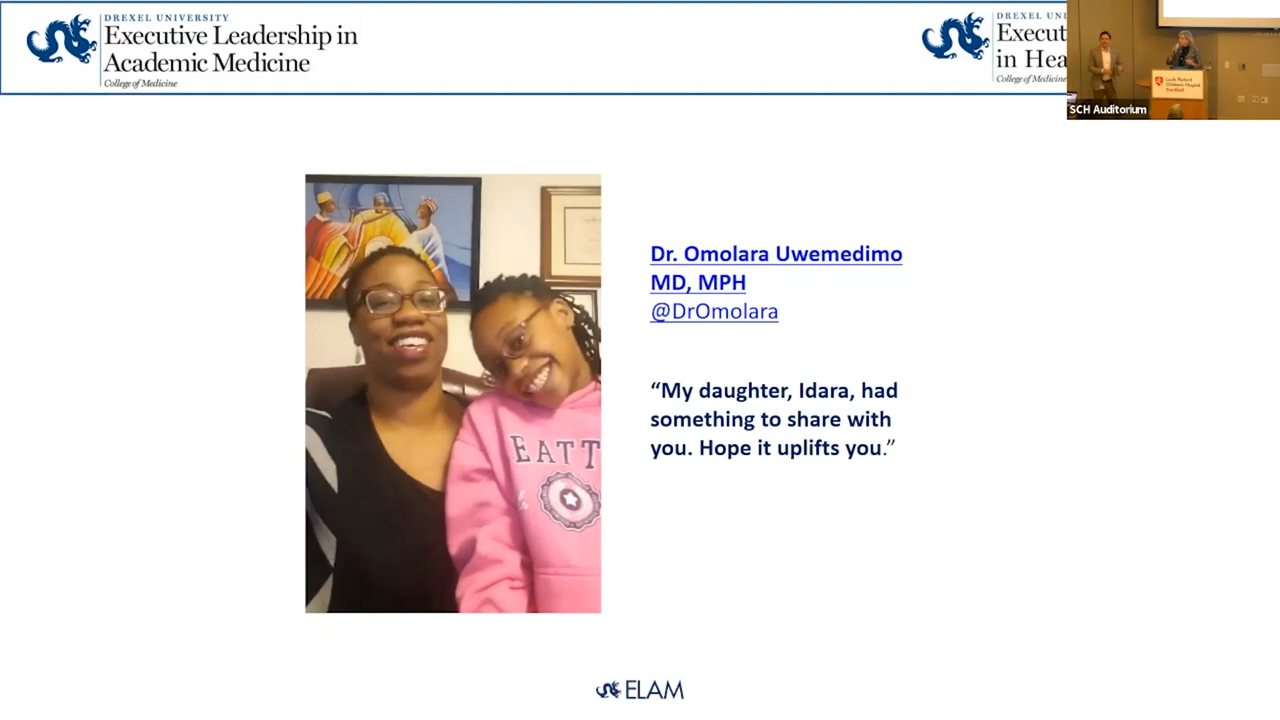 DREXEL UNIVERSITY
Executive Leadership in
Academic Medicine
College of Medicine
DREXEL UNI
Execut
in Hea
College of Medicine
SCH Auditorium
Dr. Omolara Uwemedimo
MD, MPH
@DrOmolara
“My daughter, Idara, had
something to share with
you. Hope it uplifts you.”
EATT
ELAM